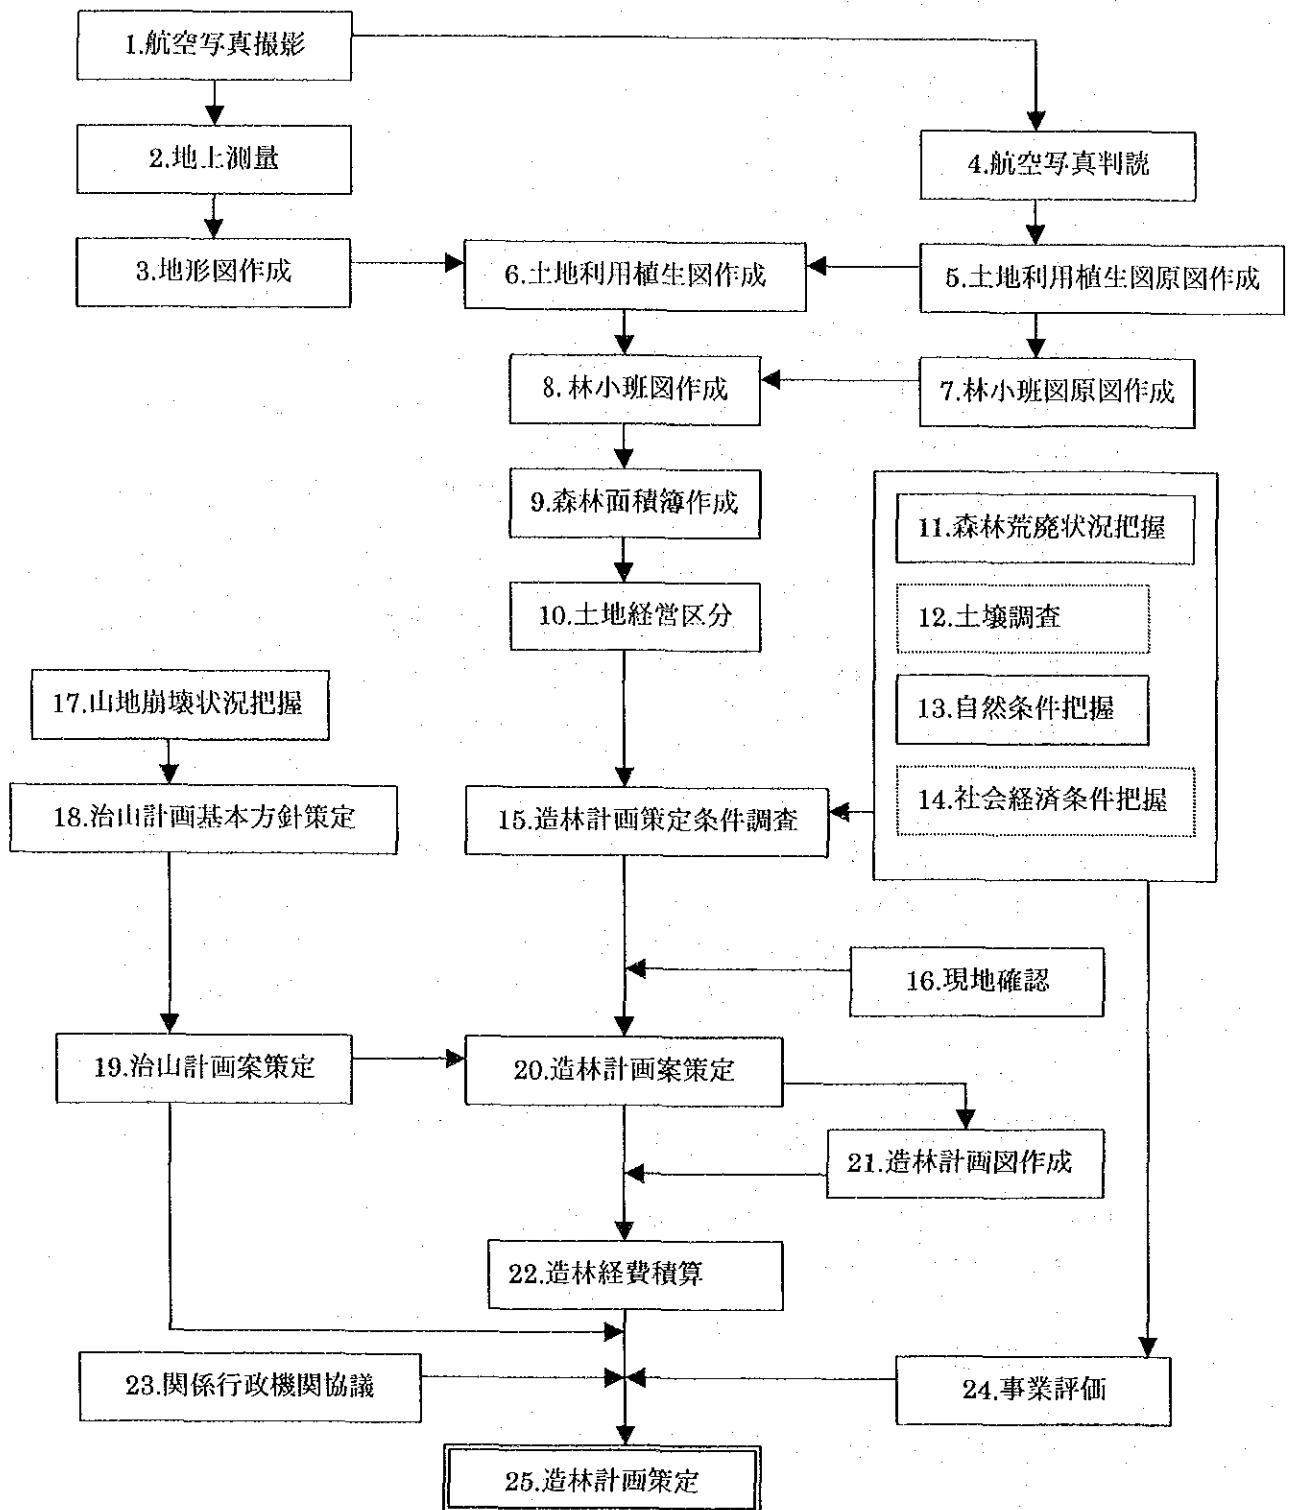 1.航空写真撮影
2.地上測量
4.航空写真判読
3.地形図作成
6.土地利用植生図作成
5.土地利用植生図原図作成
8.林小班図作成
7.林小班図原図作成
9.森林面積簿作成
11.森林荒廃状況把握
10.土地経営区分
12.土壌調査
17.山地崩壊状況把握
13.自然条件把握
18.治山計画基本方針策定
15.造林計画策定条件調査
14.社会経済条件把握
16.現地確認
19.治山計画案策定
20.造林計画案策定
21.造林計画図作成
22.造林経費積算
23.関係行政機関協議
24.事業評価
25.造林計画策定